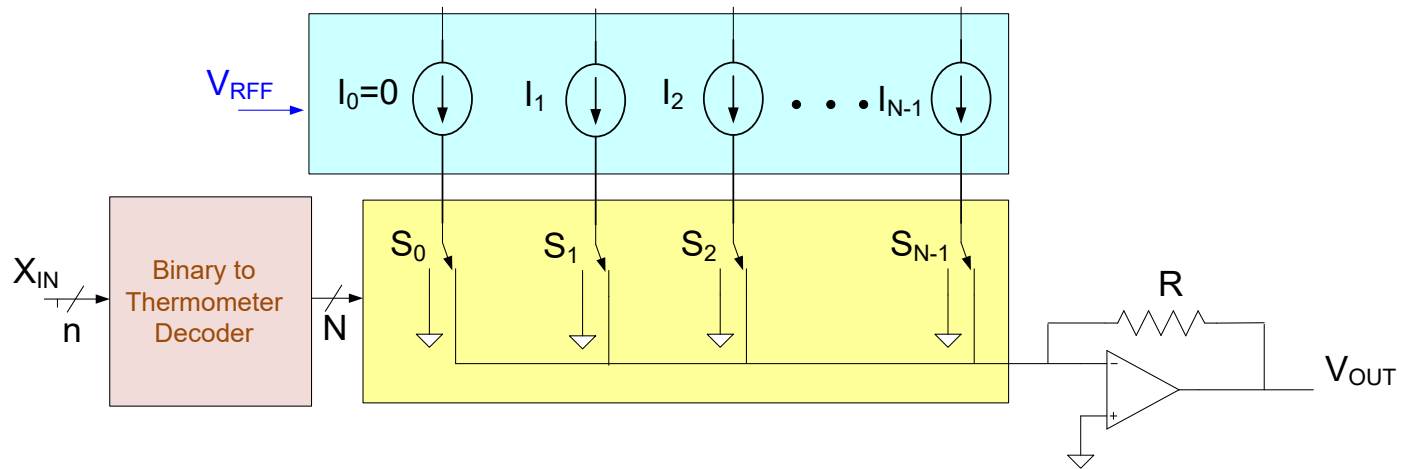 V_RFF
I_0=0
I_1
I_2
I_N-1
X_IN
n
Binary to
Thermometer
Decoder
N
S_0
S_1
S_2
S_N-1
R
V_OUT